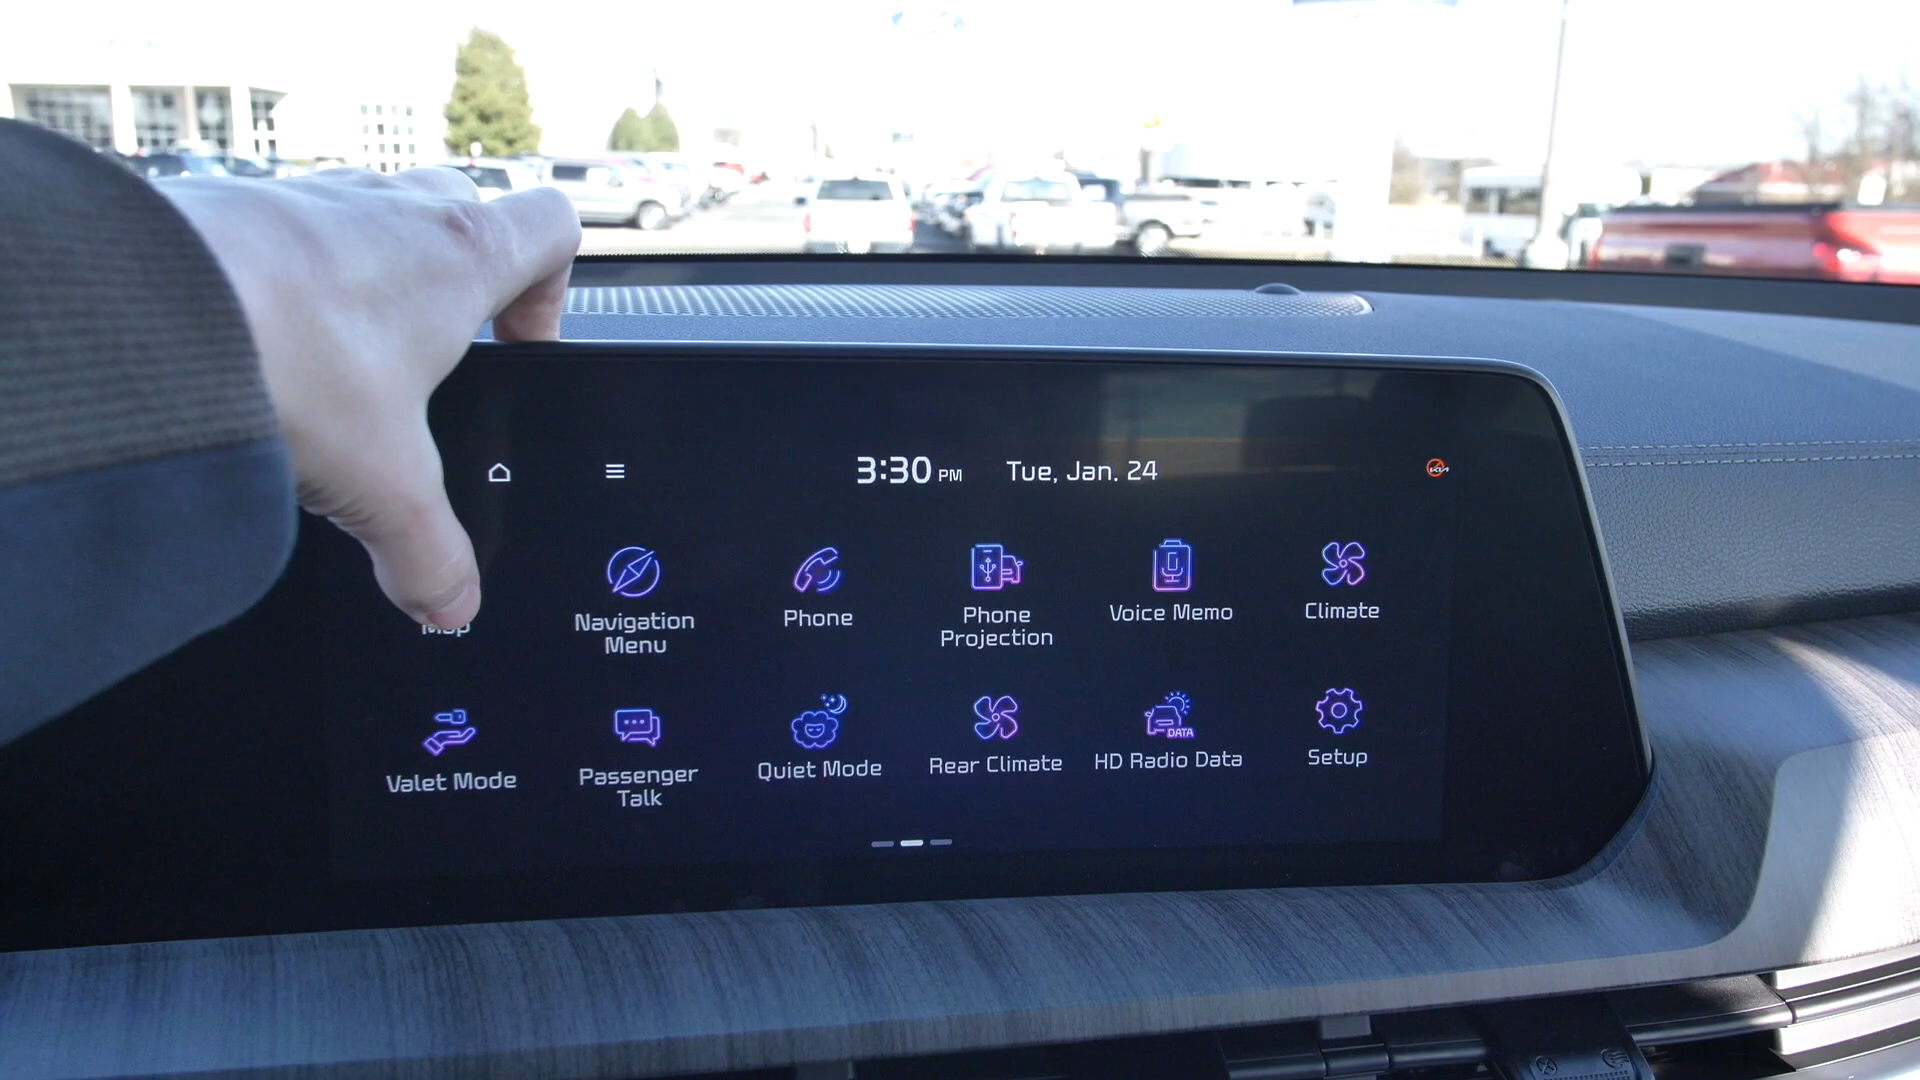 3:30 PM Tue, Jan. 24
Map
Navigation
Menu
Phone
Phone
Projection
Voice Memo
Climate
Valet Mode
Passenger
Talk
Quiet Mode
Rear Climate
DATA
HD Radio Data
Setup